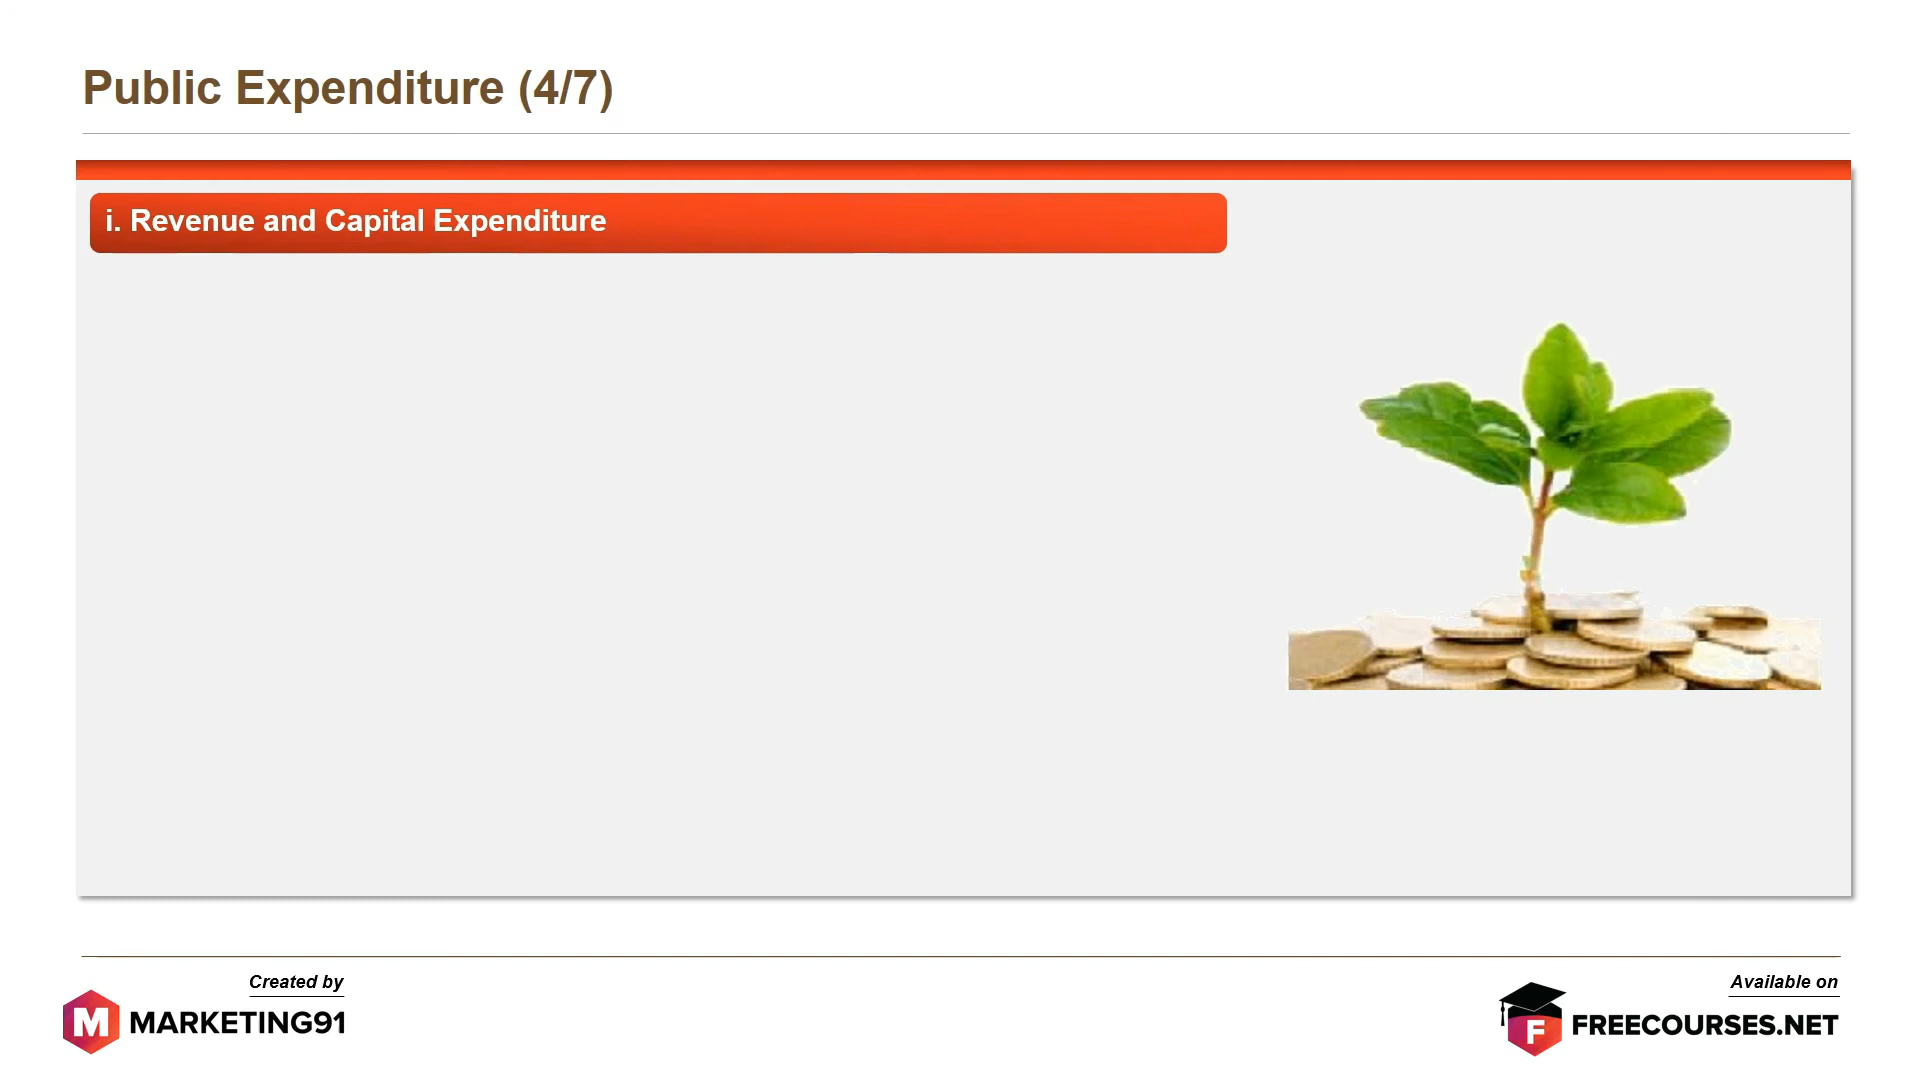 Public Expenditure (4/7)
i. Revenue and Capital Expenditure
Created by
M MARKETING91
Available on
F FREECOURSES.NET